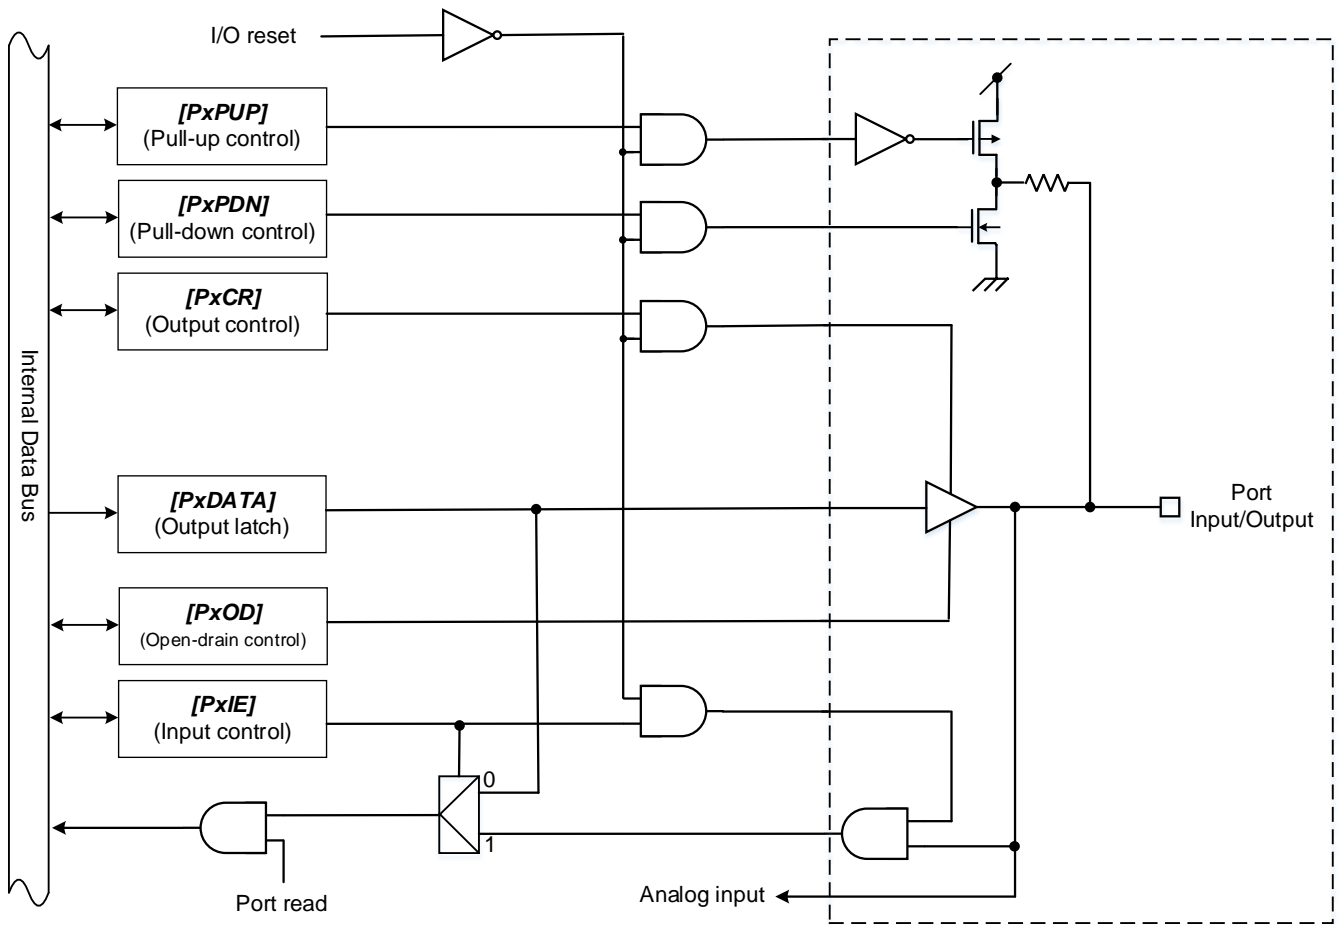 I/O reset
[PxPUP]
(Pull-up control)
[PxPDN]
(Pull-down control)
[PxCR]
(Output control)
Internal Data Bus
[PxDATA]
(Output latch)
Port
Input/Output
[PxOD]
(Open-drain control)
[PxIE]
(Input control)
0
1
Analog input
Port read